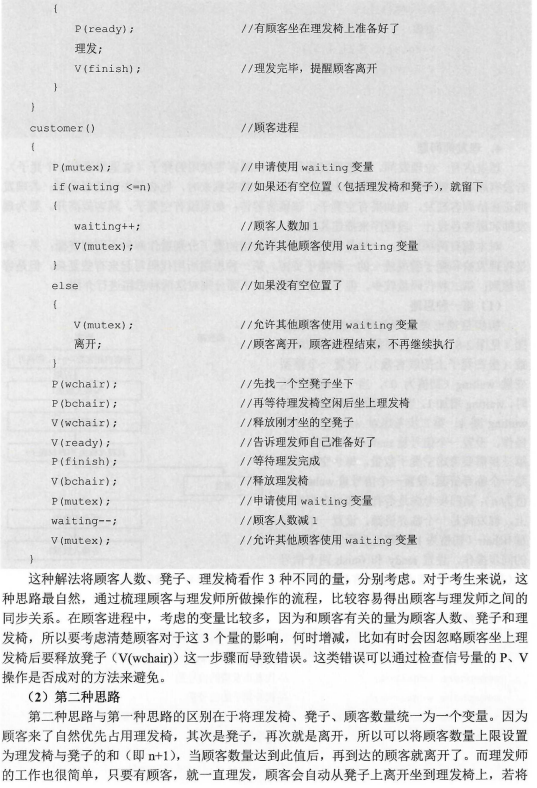 {
P(ready); //有顾客坐在理发椅上准备好了
理发;
V(finish); //理发完毕，提醒顾客离开
}
}
customer() //顾客进程
{
P(mutex); //申请使用 waiting 变量
if(waiting <=n) //如果还有空位置（包括理发椅和凳子），就留下
{
waiting++; //顾客人数加 1
V(mutex); //允许其他顾客使用 waiting 变量
}
else //如果没有空位置了
{
V(mutex); //允许其他顾客使用 waiting 变量
离开; //顾客离开，顾客进程结束，不再继续执行
}
P(wchair); //先找一个空凳子坐下
P(bchair); //再等待理发椅空闲后坐上理发椅
V(wchair); //释放刚才坐的空凳子
V(ready); //告诉理发师自己准备好了
P(finish); //等待理发完成
V(bchair); //释放理发椅
P(mutex); //申请使用 waiting 变量
waiting--; //顾客人数减 1
V(mutex); //允许其他顾客使用 waiting 变量
}
这种解法将顾客人数、凳子、理发椅看作 3 种不同的量，分别考虑。对于考生来说，这
种思路最自然，通过梳理顾客与理发师所做操作的流程，比较容易得出顾客与理发师之间的
同步关系。在顾客进程中，考虑的变量比较多，因为和顾客有关的量为顾客人数、凳子和理
发椅，所以要考虑清楚顾客对于这 3 个量的影响，何时增减，比如有时会因忽略顾客坐上理
发椅后要释放凳子（V(wchair)）这一步骤而导致错误。这类错误可以通过检查信号量的 P、V
操作是否成对的方法来避免。
（2）第二种思路
第二种思路与第一种思路的区别在于将理发椅、凳子、顾客数量统一为一个变量。因为
顾客来了自然优先占用理发椅，其次是凳子，再次就是离开，所以可以将顾客数量上限设置
为理发椅与凳子的和（即 n+1），当顾客数量达到此值后，再到达的顾客就离开了。而理发师
的工作也很简单，只要有顾客，就一直理发，顾客会自动从凳子上离开坐到理发椅上，若将